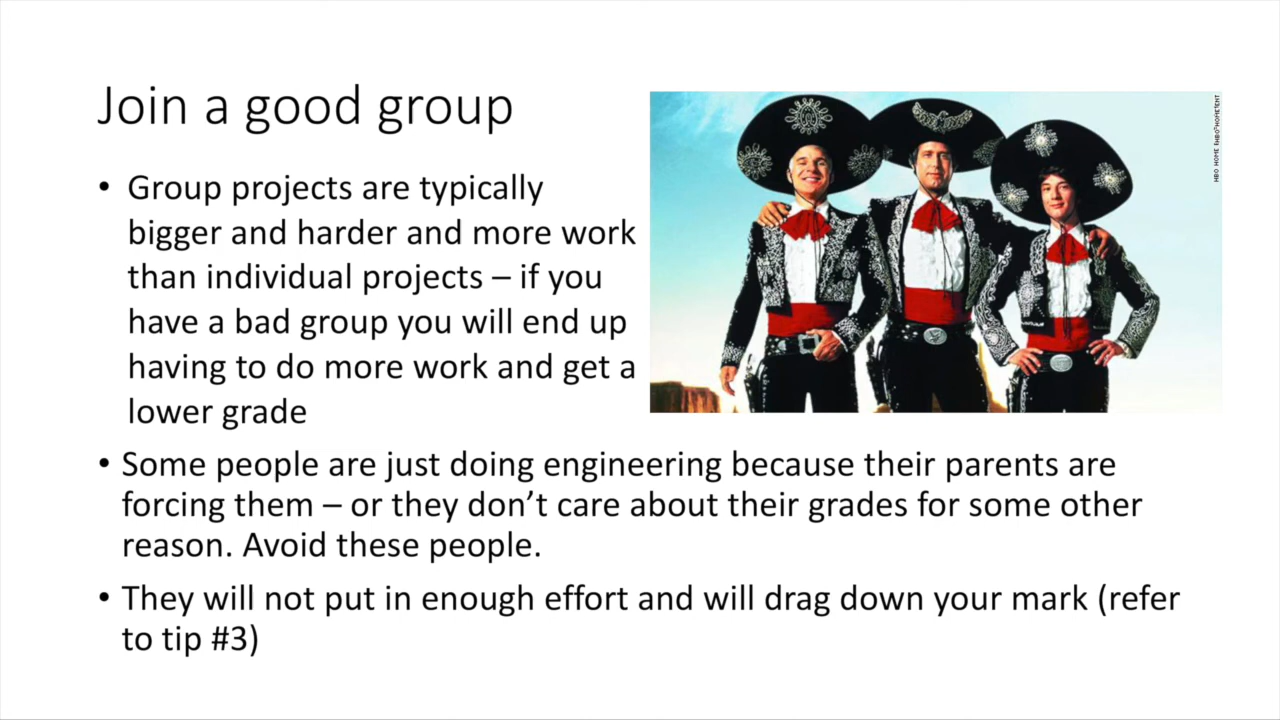 Join a good group
• Group projects are typically
bigger and harder and more work
than individual projects – if you
have a bad group you will end up
having to do more work and get a
lower grade
• Some people are just doing engineering because their parents are
forcing them – or they don’t care about their grades for some other
reason. Avoid these people.
• They will not put in enough effort and will drag down your mark (refer
to tip #3)